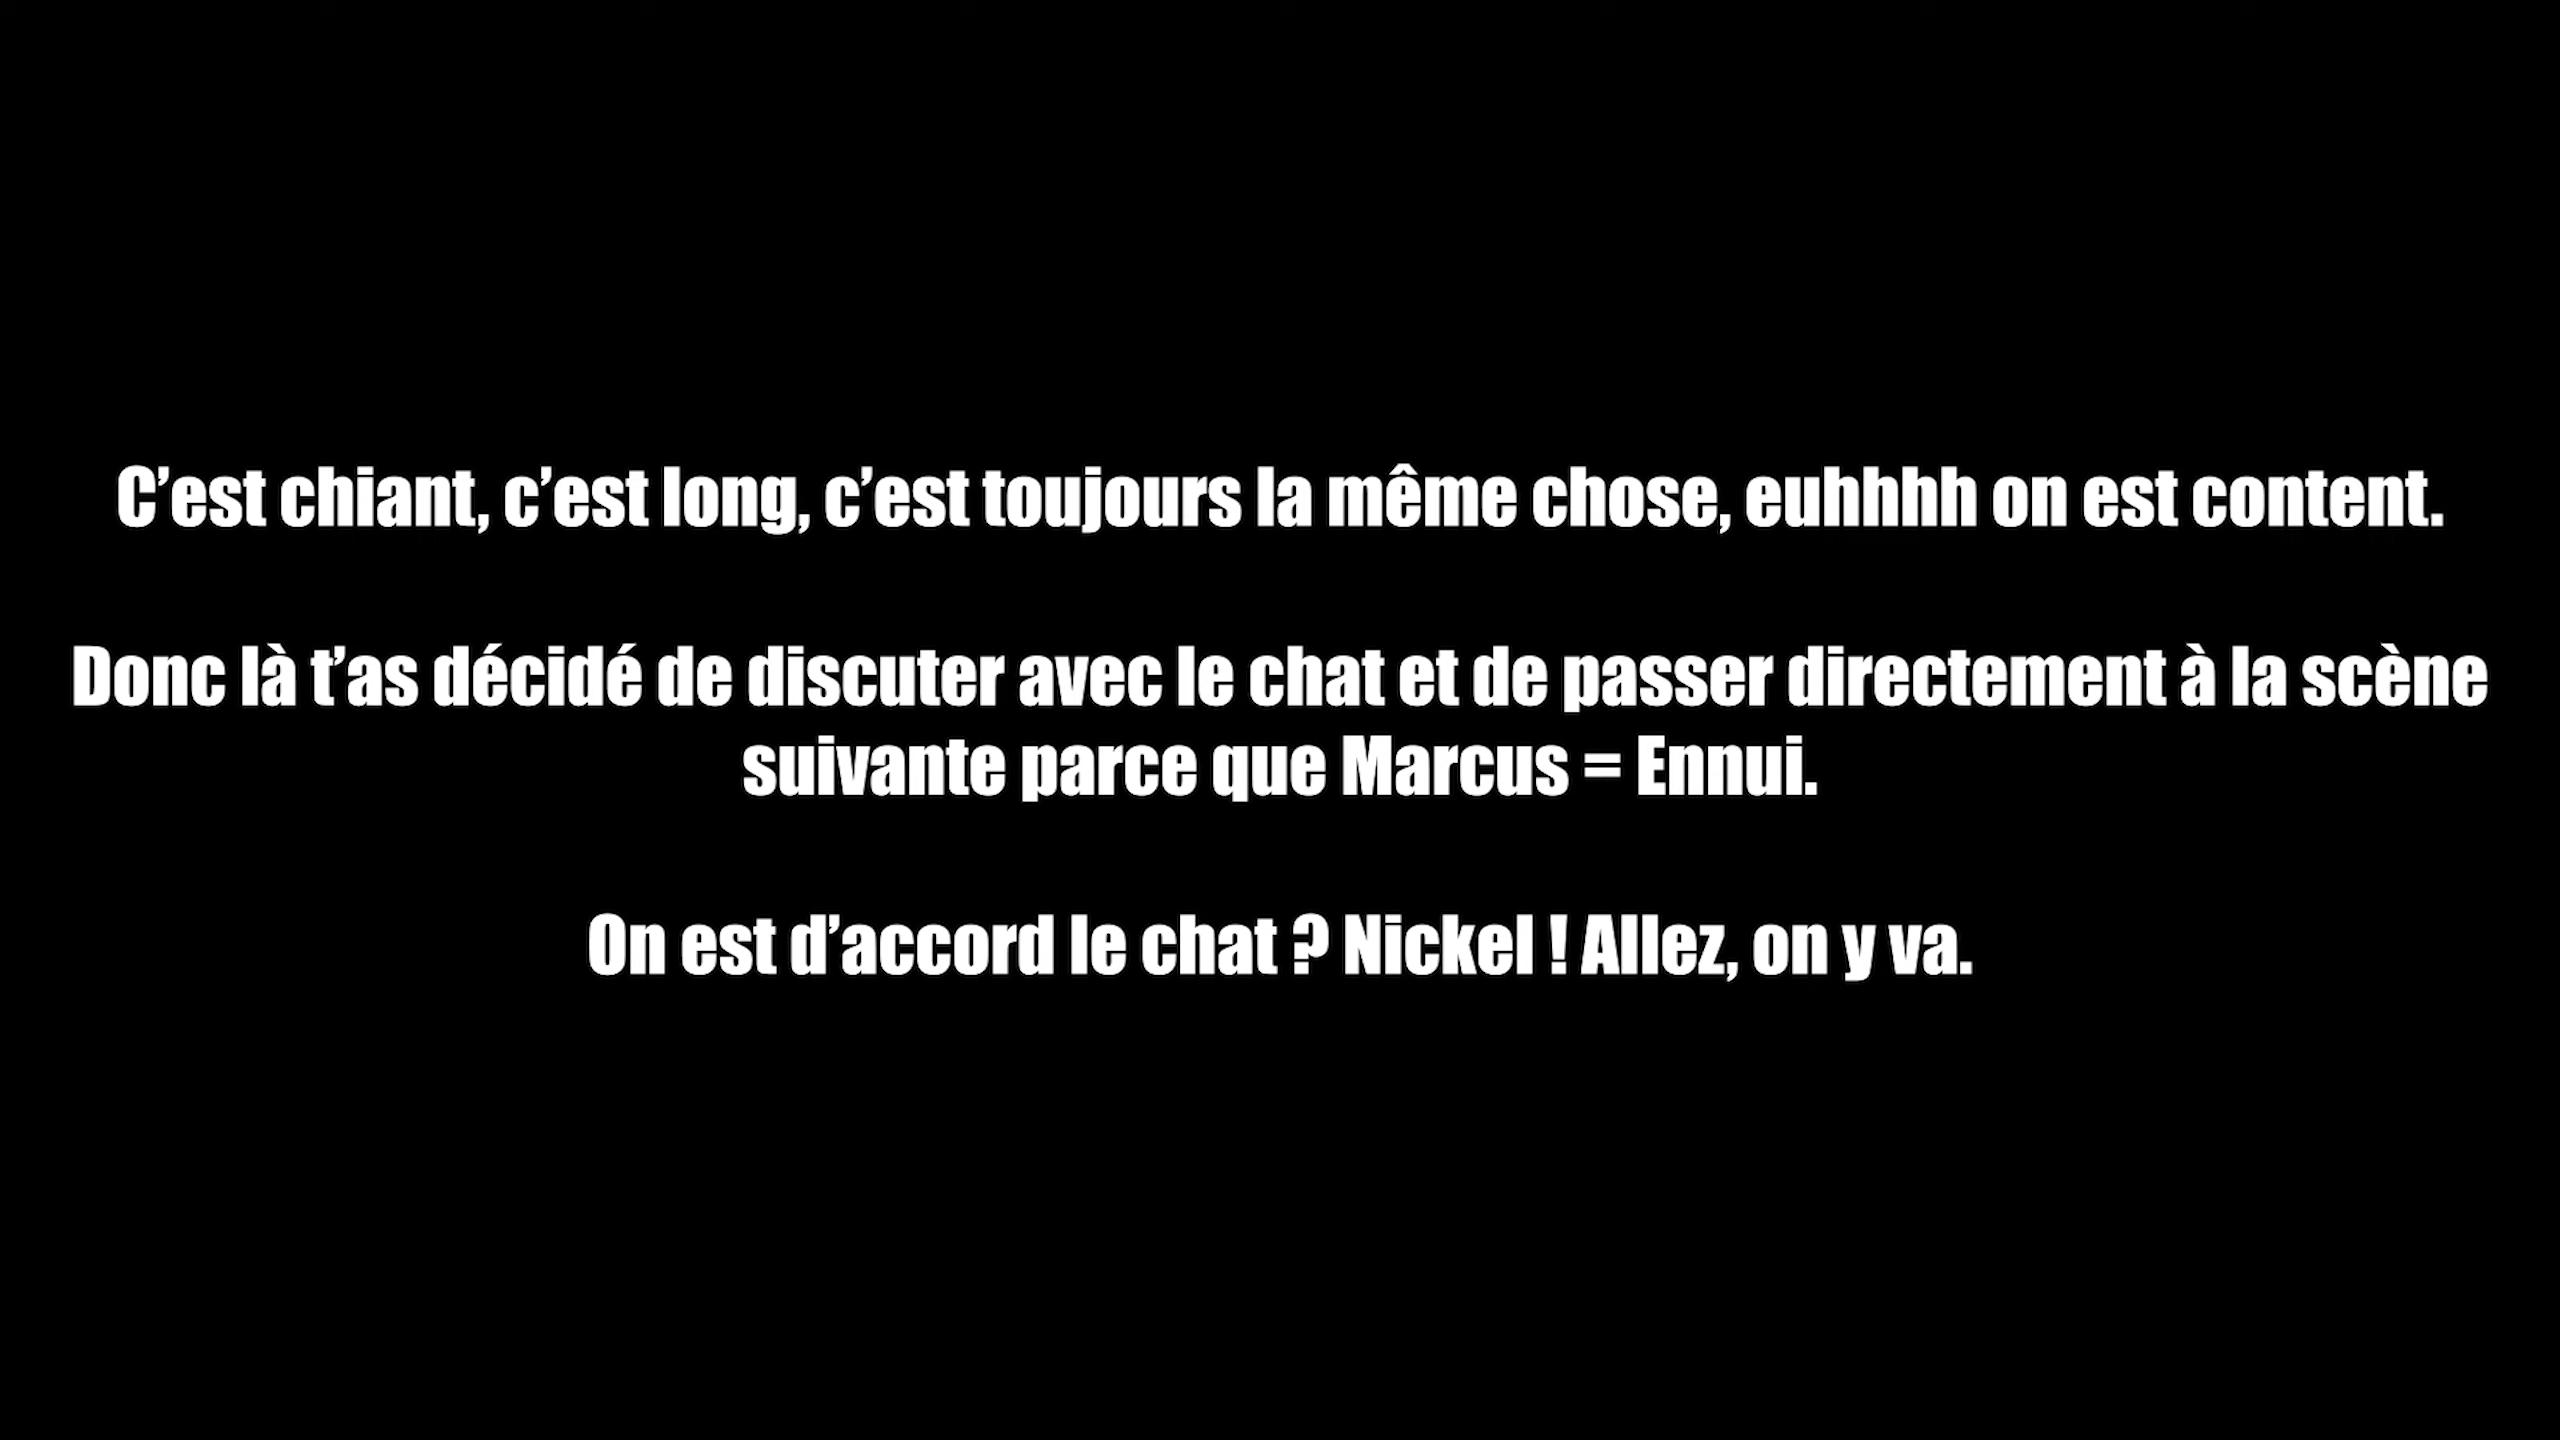 C’est chiant, c’est long, c’est toujours la même chose, euhhhh on est content.
Donc là t’as décidé de discuter avec le chat et de passer directement à la scène
suivante parce que Marcus = Ennui.
On est d’accord le chat ? Nickel ! Allez, on y va.